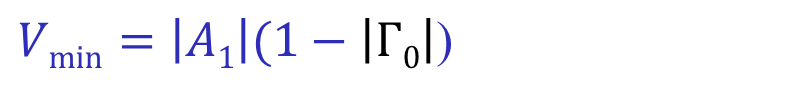 V_min = |A_1|(1 − |Γ_0|)